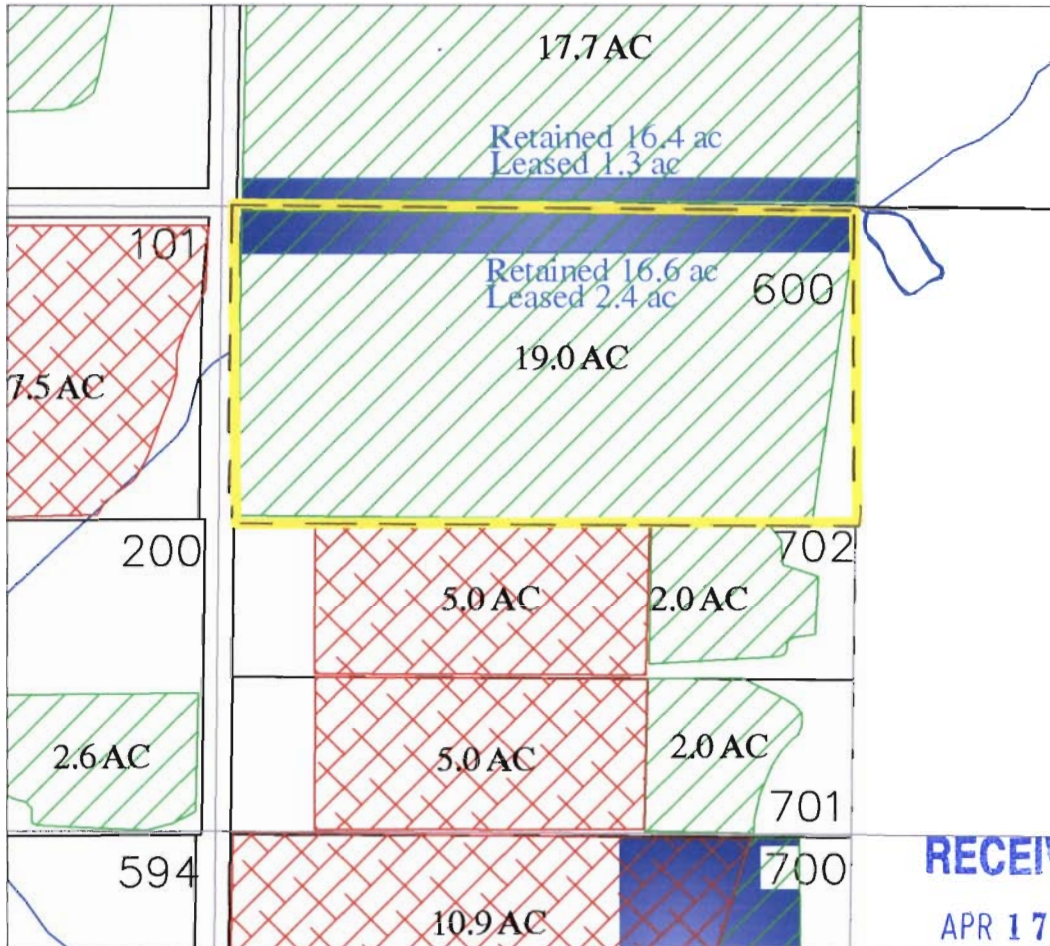 17.7 AC
Retained 16.4 ac
Leased 1.3 ac
101
Retained 16.6 ac
Leased 2.4 ac
600
19.0 AC
7.5 AC
200
702
5.0 AC
2.0 AC
2.6 AC
5.0 AC
2.0 AC
701
594
700
10.9 AC
APR 17